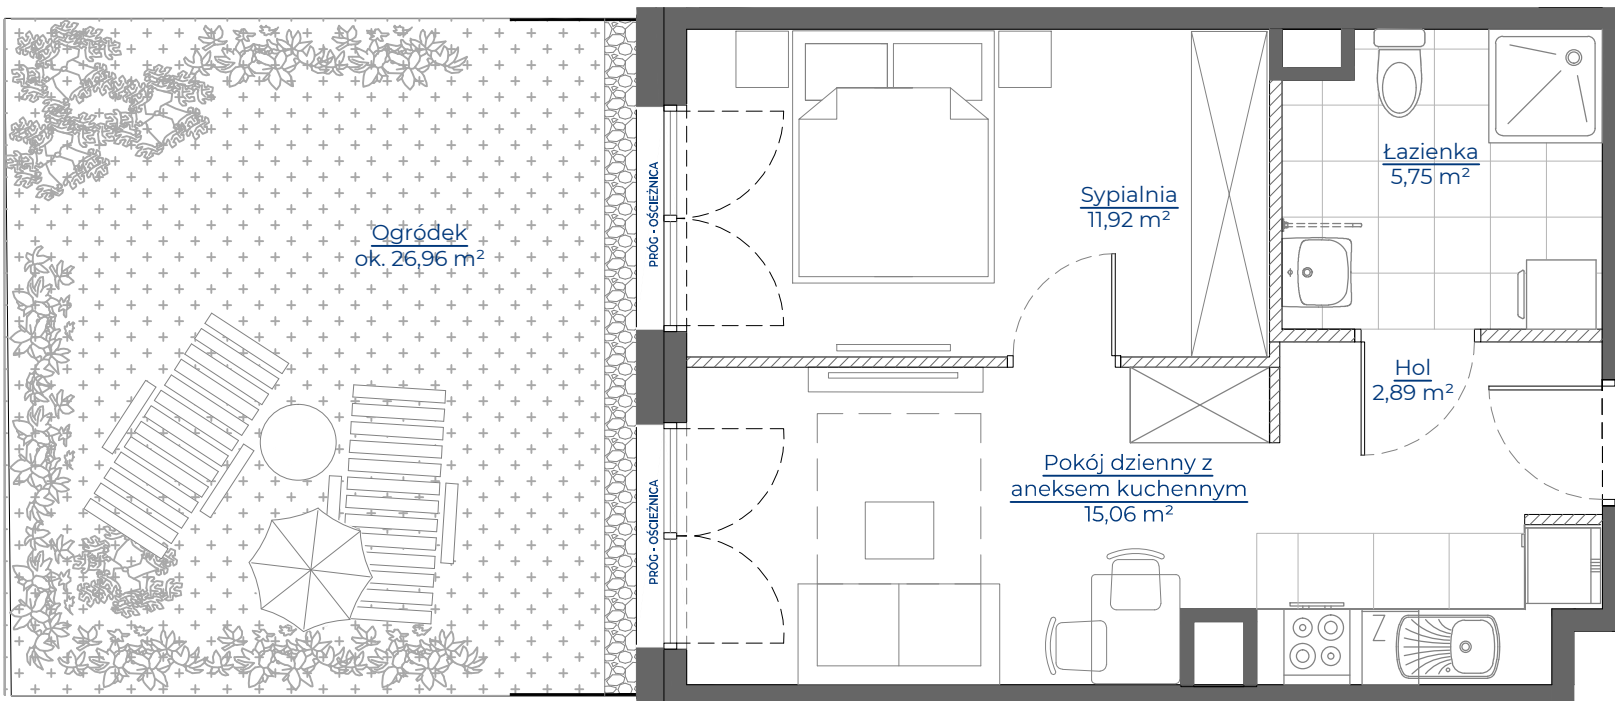 Ogródek
ok. 26,96 m²
PRÓG - OŚCIEŻNICA
Sypialnia
11,92 m²
Łazienka
5,75 m²
Hol
2,89 m²
Pokój dzienny z
aneksem kuchennym
15,06 m²
PRÓG - OŚCIEŻNICA
Z